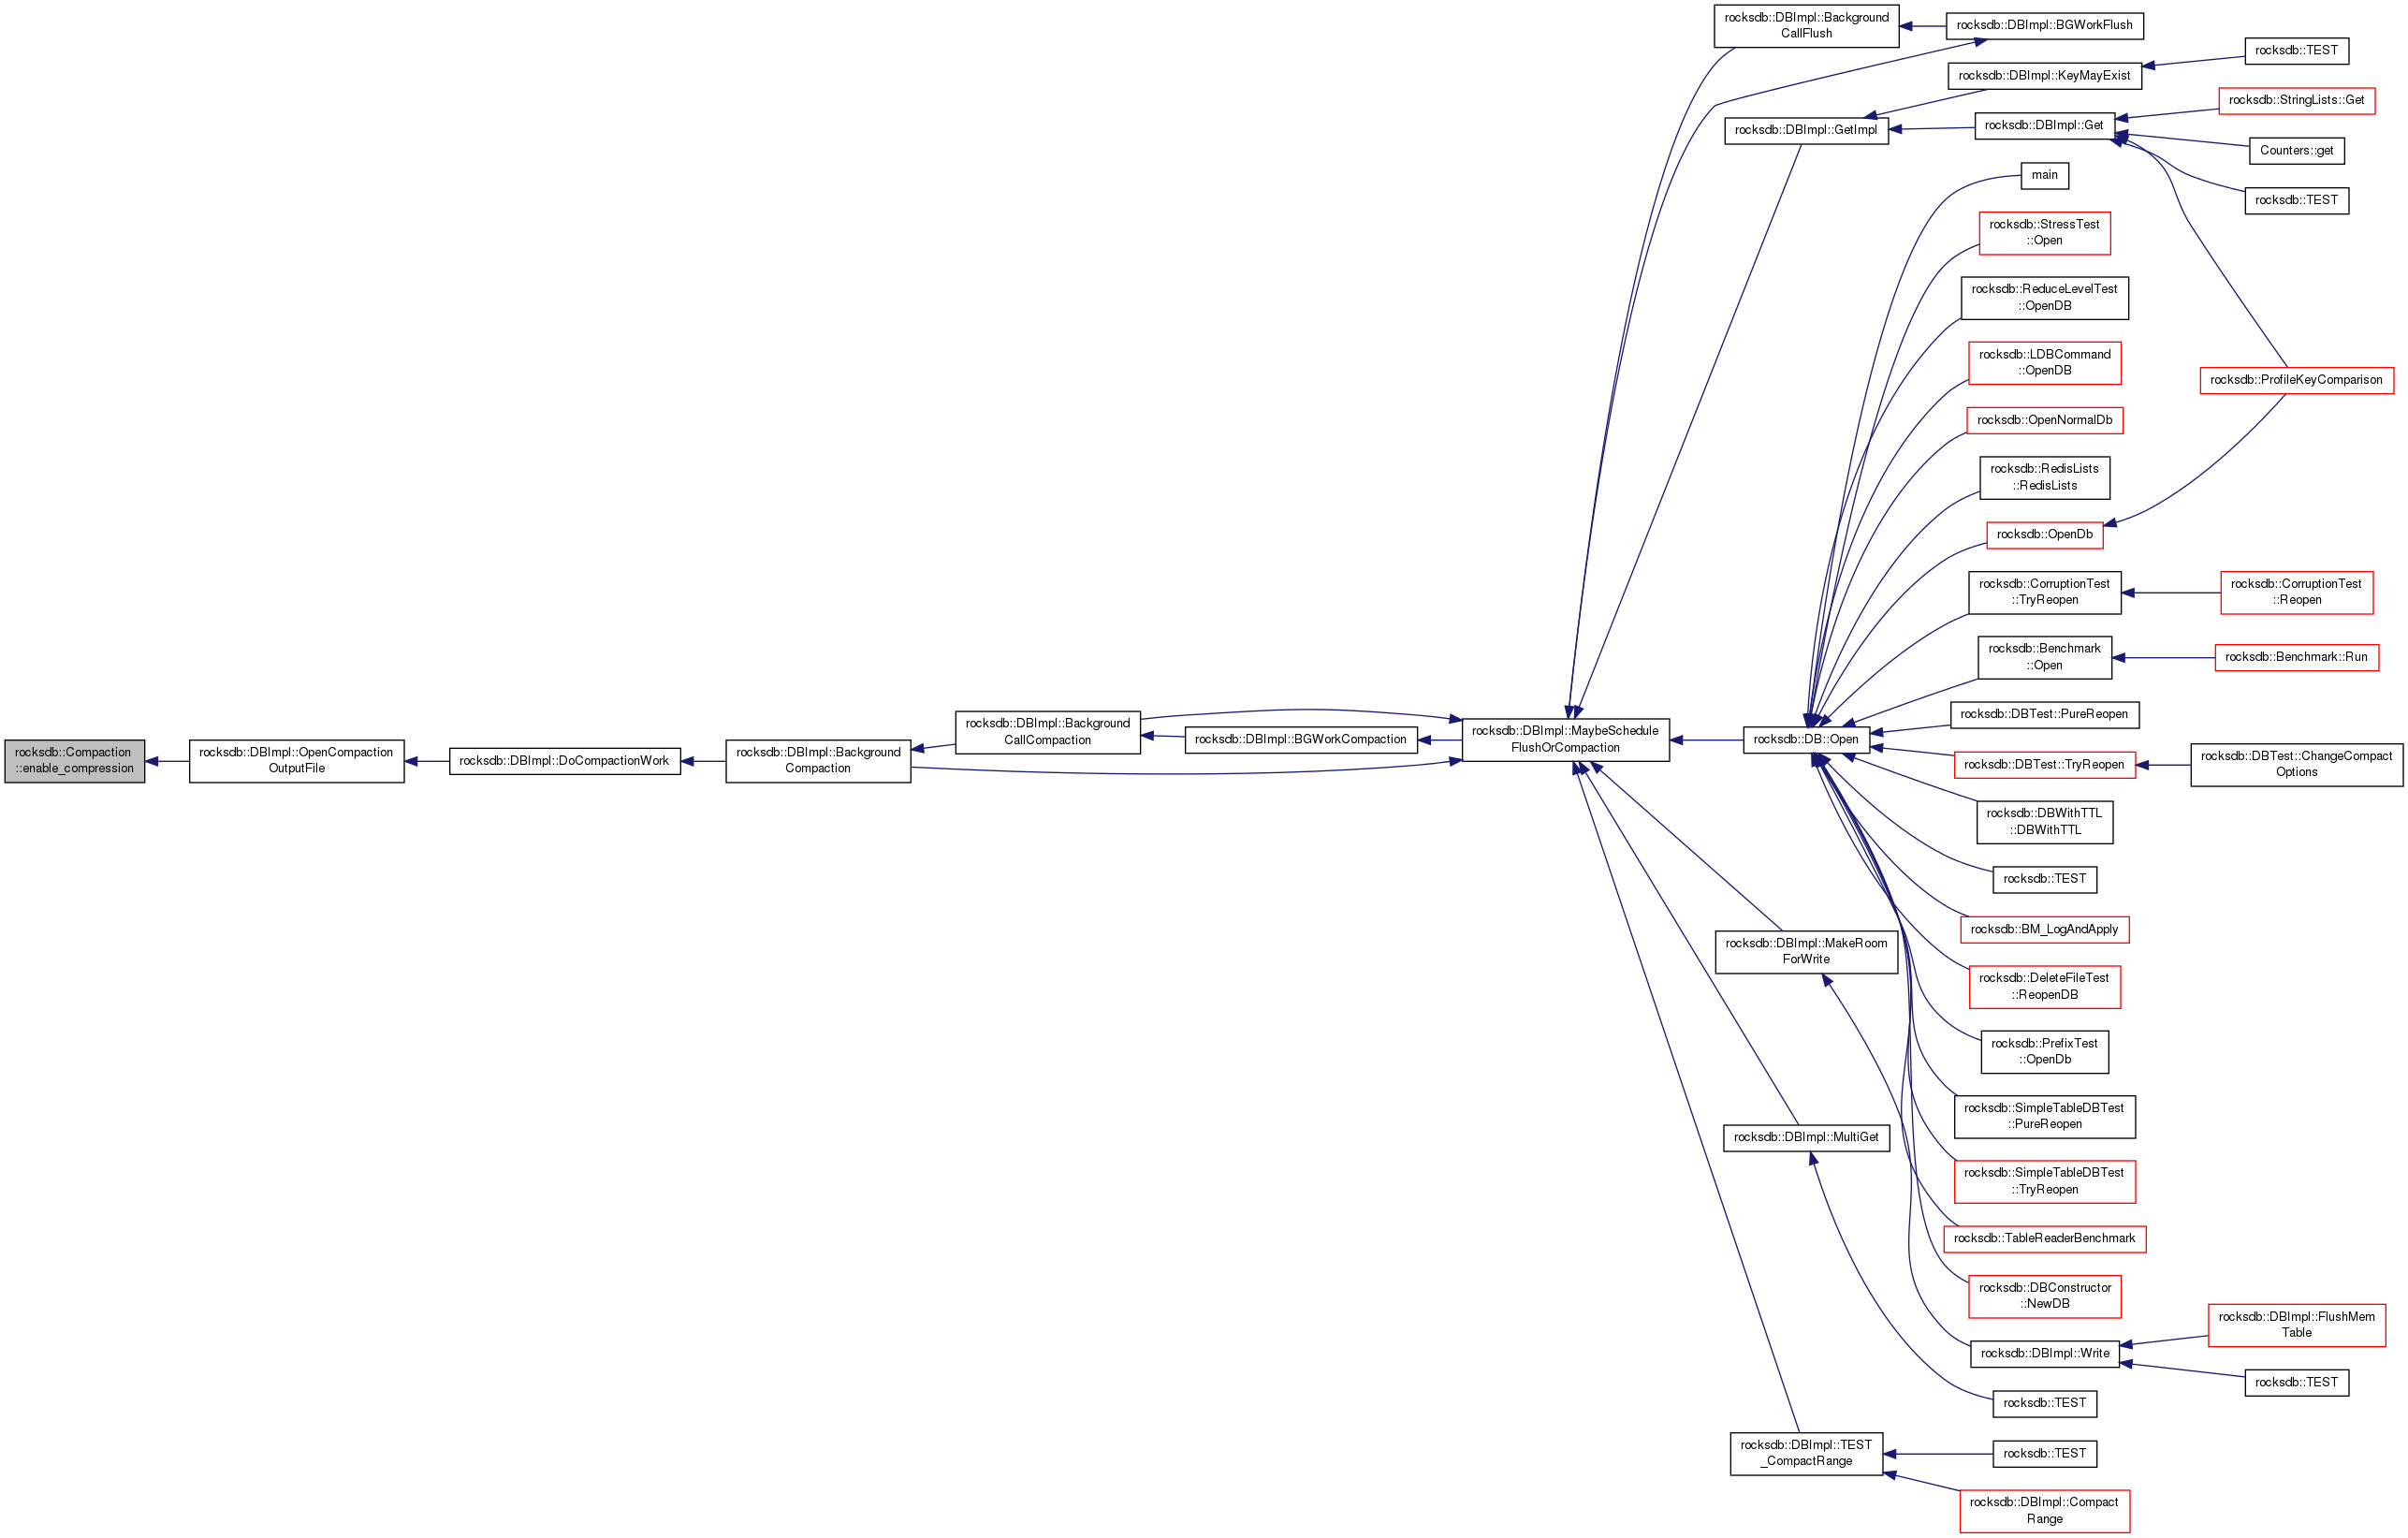 rocksdb::Compaction
::enable_compression
rocksdb::DBImpl::OpenCompaction
OutputFile
rocksdb::DBImpl::DoCompactionWork
rocksdb::DBImpl::Background
Compaction
rocksdb::DBImpl::Background
CallCompaction
rocksdb::DBImpl::BGWorkCompaction
rocksdb::DBImpl::MaybeSchedule
FlushOrCompaction
rocksdb::DBImpl::Background
CallFlush
rocksdb::DBImpl::BGWorkFlush
rocksdb::DBImpl::GetImpl
rocksdb::DBImpl::KeyMayExist
rocksdb::TEST
rocksdb::DBImpl::Get
rocksdb::StringLists::Get
Counters::get
rocksdb::TEST
rocksdb::ProfileKeyComparison
rocksdb::DB::Open
main
rocksdb::StressTest
::Open
rocksdb::ReduceLevelTest
::OpenDB
rocksdb::LDBCommand
::OpenDB
rocksdb::OpenNormalDb
rocksdb::RedisLists
::RedisLists
rocksdb::OpenDb
rocksdb::CorruptionTest
::TryReopen
rocksdb::CorruptionTest
::Reopen
rocksdb::Benchmark
::Open
rocksdb::Benchmark::Run
rocksdb::DBTest::PureReopen
rocksdb::DBTest::TryReopen
rocksdb::DBTest::ChangeCompact
Options
rocksdb::DBWithTTL
::DBWithTTL
rocksdb::TEST
rocksdb::BM_LogAndApply
rocksdb::DeleteFileTest
::ReopenDB
rocksdb::PrefixTest
::OpenDb
rocksdb::SimpleTableDBTest
::PureReopen
rocksdb::SimpleTableDBTest
::TryReopen
rocksdb::TableReaderBenchmark
rocksdb::DBConstructor
::NewDB
rocksdb::DBImpl::MakeRoom
ForWrite
rocksdb::DBImpl::Write
rocksdb::DBImpl::FlushMem
Table
rocksdb::TEST
rocksdb::DBImpl::MultiGet
rocksdb::TEST
rocksdb::DBImpl::TEST
_CompactRange
rocksdb::TEST
rocksdb::DBImpl::Compact
Range